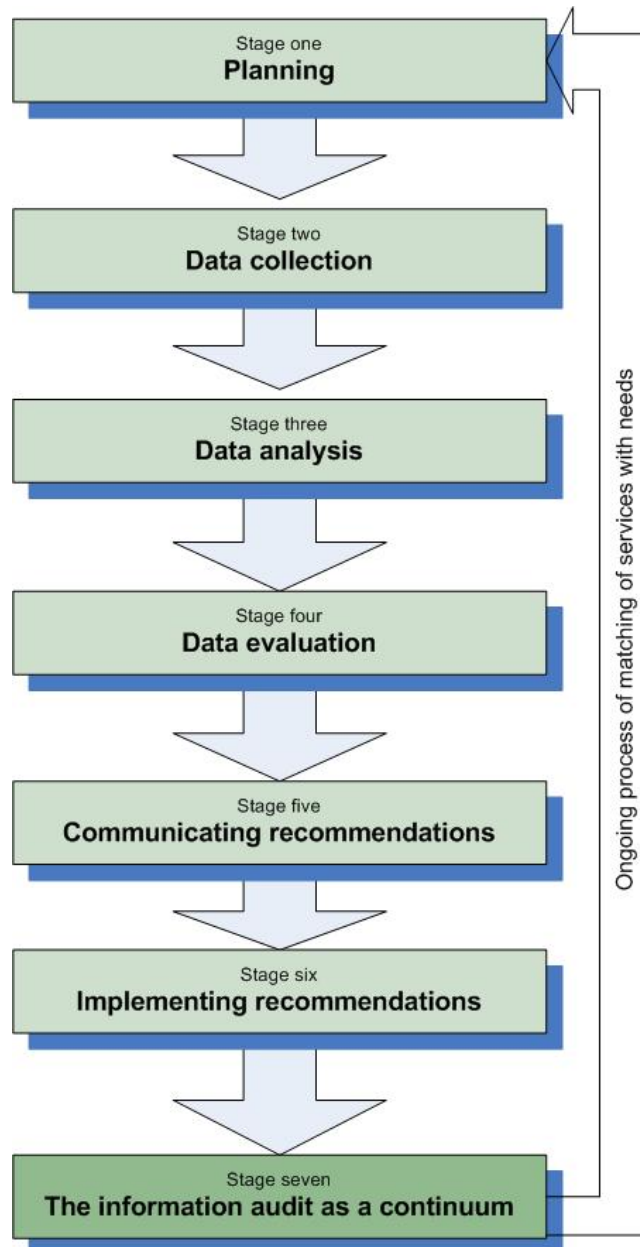 Stage one
Planning
Stage two
Data collection
Stage three
Data analysis
Stage four
Data evaluation
Stage five
Communicating recommendations
Stage six
Implementing recommendations
Stage seven
The information audit as a continuum
Ongoing process of matching of services with needs